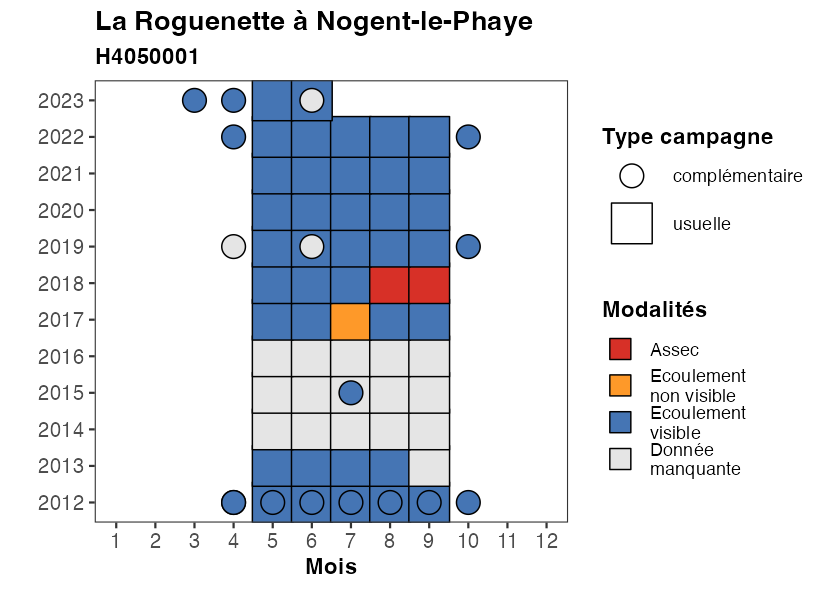 La Roguenette à Nogent-le-Phaye
H4050001
2023
2022
2021
2020
2019
2018
2017
2016
2015
2014
2013
2012
1 2 3 4 5 6 7 8 9 10 11 12
Mois
Type campagne
complémentaire
usuelle
Modalités
Assec
Ecoulement
non visible
Ecoulement
visible
Donnée
manquante